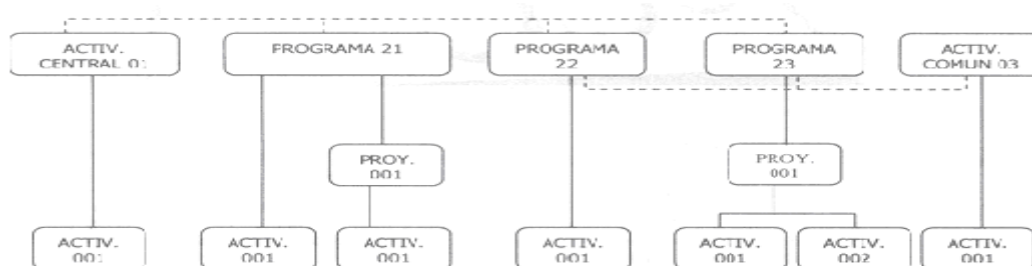 ACTIV.
CENTRAL 01
PROGRAMA 21
PROGRAMA
22
PROGRAMA
23
ACTIV.
COMUN 03
PROY.
001
PROY.
001
ACTIV.
001
ACTIV.
001
ACTIV.
001
ACTIV.
001
ACTIV.
001
ACTIV.
002
ACTIV.
001